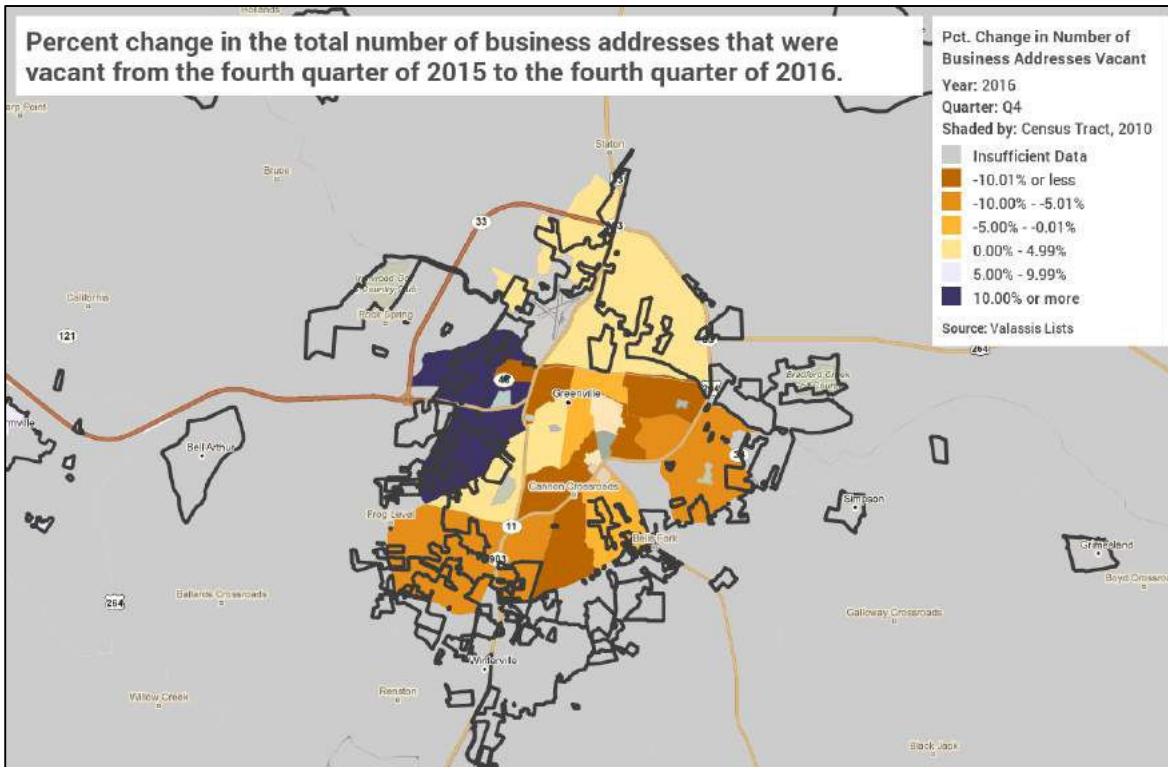 Percent change in the total number of business addresses that were
vacant from the fourth quarter of 2015 to the fourth quarter of 2016.
Pct. Change in Number of
Business Addresses Vacant
Year: 2016
Quarter: Q4
Shaded by: Census Tract, 2010
Insufficient Data
-10.01% or less
-10.00% - -5.01%
-5.00% - -0.01%
0.00% - 4.99%
5.00% - 9.99%
10.00% or more
Source: Valassis Lists
Staton
Bruce
33
California
Rock Spring
121
264
Greenville
Bell Arthur
Cannon Crossroads
Simpson
Frog Level
11
903
Bells Fork
Grimesland
264
Ballards Crossroads
Galloway Crossroads
Winterville
Willow Creek
Renston
Black Jack